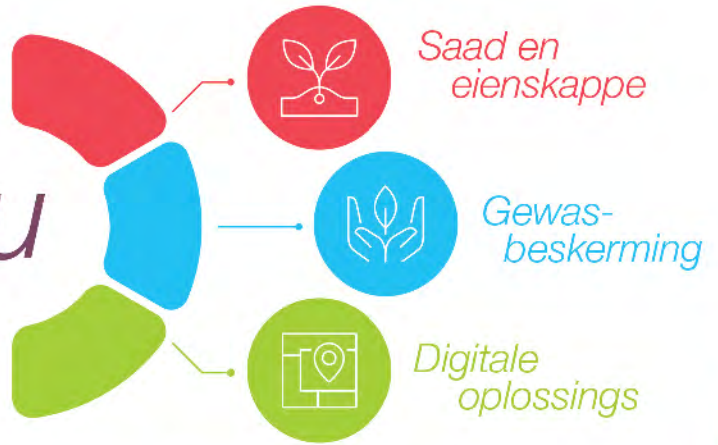 u
Saad en
eienskappe
Gewas-
beskerming
Digitale
oplossings